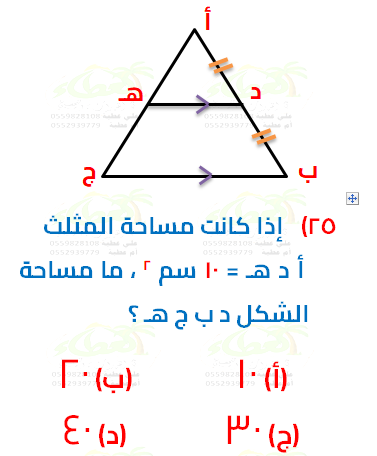 أ
هـ د
ج ب
٢٥) إذا كانت مساحة المثلث
أ د هـ = ١٠ سم ٢ ، ما مساحة
الشكل د ب ج هـ ؟
(أ) ١٠ (ب) ٢٠
(ج) ٣٠ (د) ٤٠